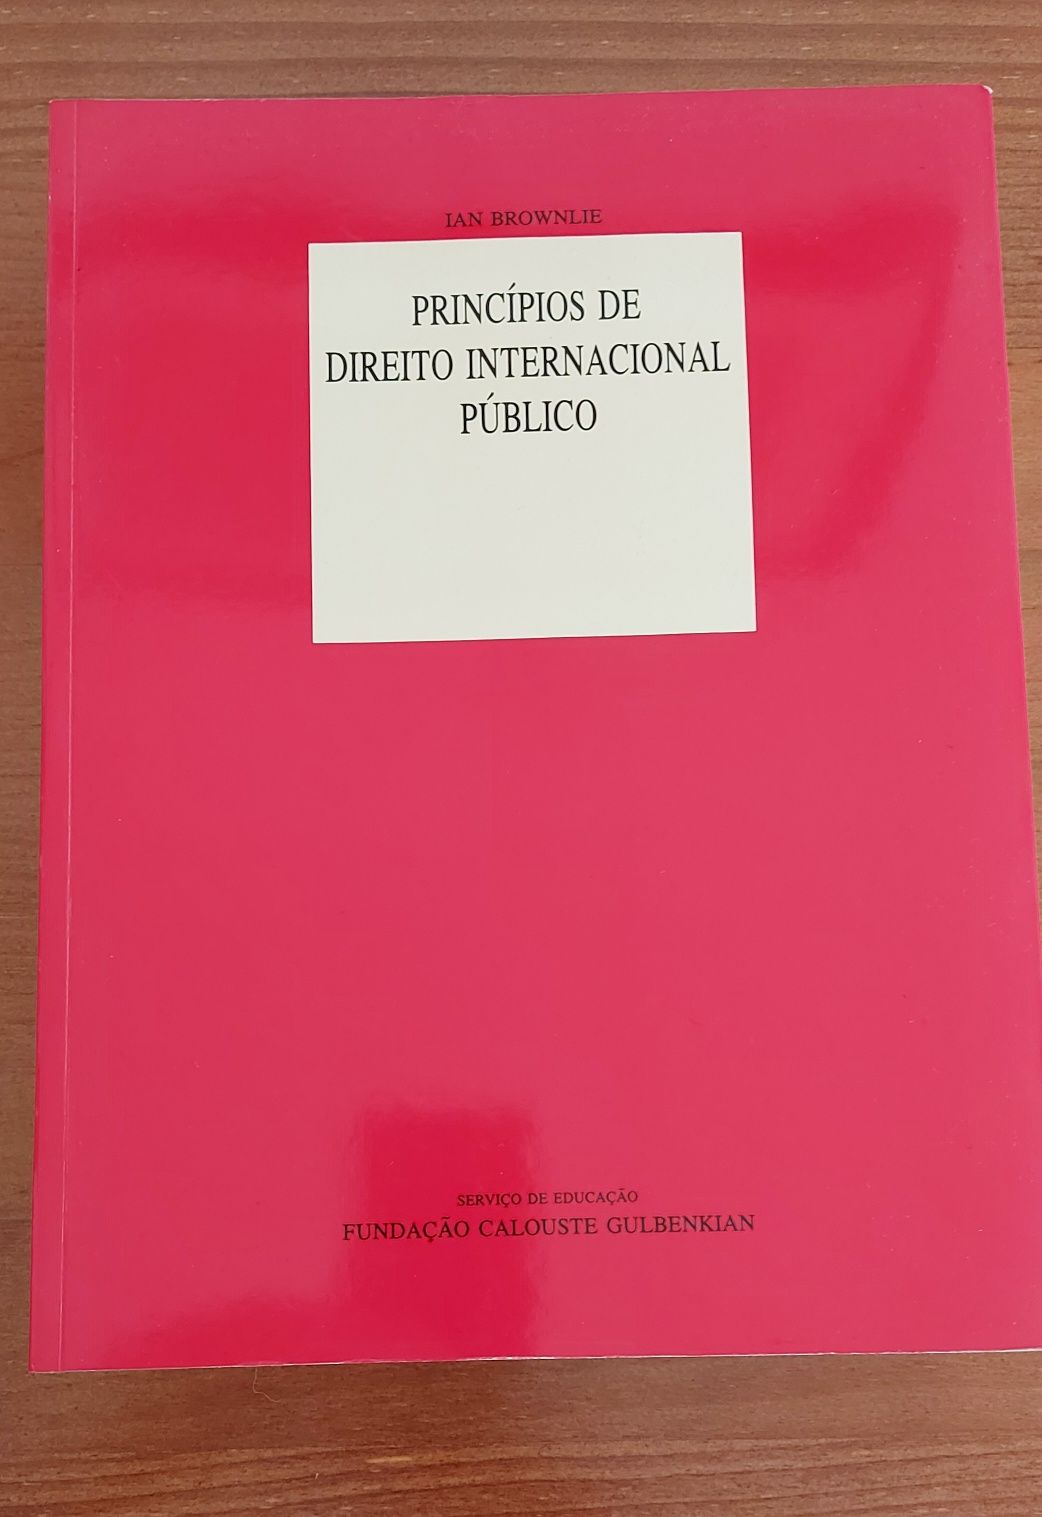 IAN BROWNLIE
PRINCÍPIOS DE
DIREITO INTERNACIONAL
PÚBLICO
SERVIÇO DE EDUCAÇÃO
FUNDAÇÃO CALOUSTE GULBENKIAN